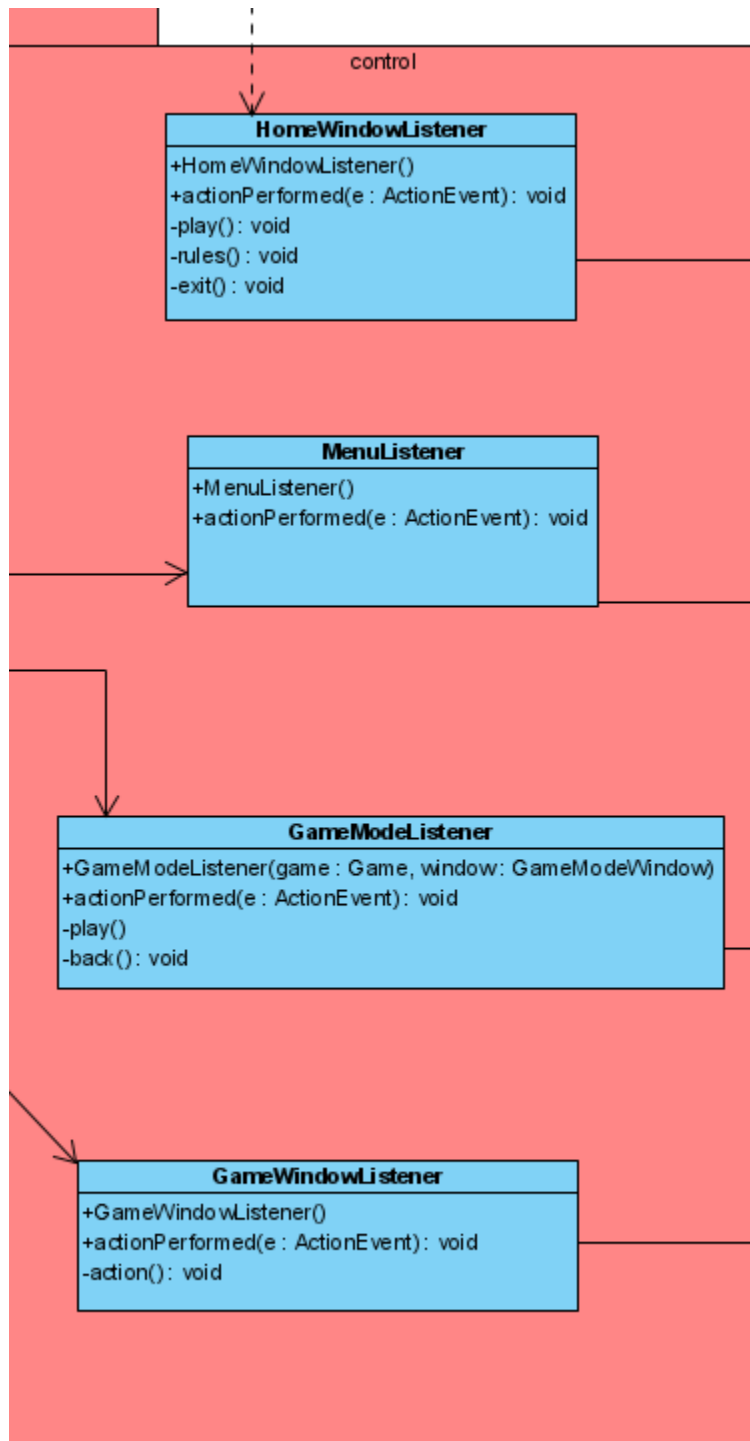 control
HomeWindowListener
+HomeWindowListener()
+actionPerformed(e : ActionEvent) : void
-play() : void
-rules() : void
-exit() : void
MenuListener
+MenuListener()
+actionPerformed(e : ActionEvent) : void
GameModeListener
+GameModeListener(game : Game, window : GameModeWindow)
+actionPerformed(e : ActionEvent) : void
-play()
-back() : void
GameWindowListener
+GameWindowListener()
+actionPerformed(e : ActionEvent) : void
-action() : void